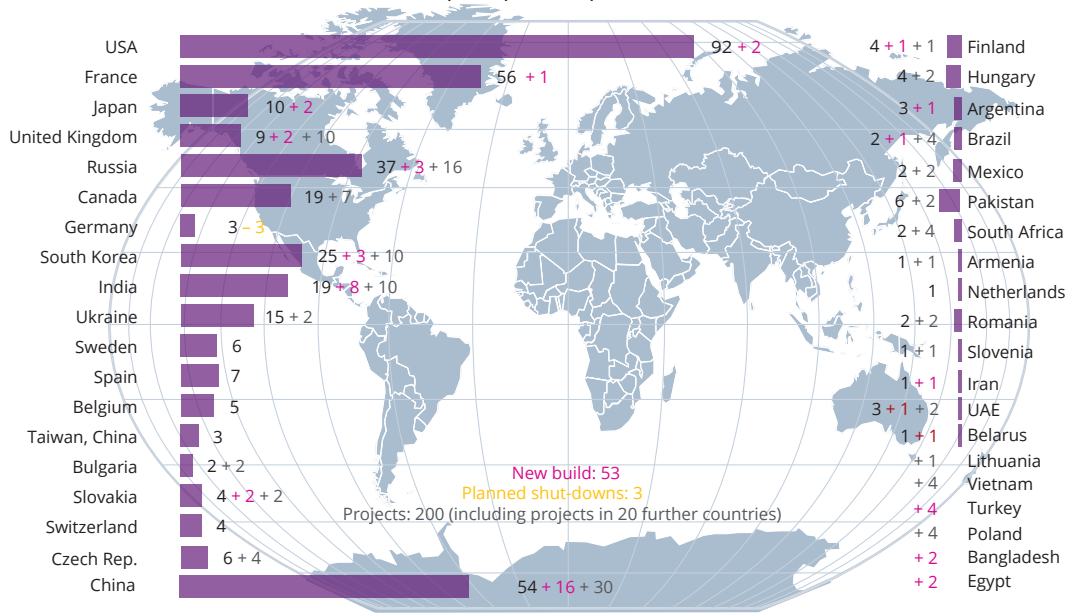 USA 92 + 2
France 56 + 1
Japan 10 + 2
United Kingdom 9 + 2 + 10
Russia 37 + 3 + 16
Canada 19 + 7
Germany 3 – 3
South Korea 25 + 3 + 10
India 19 + 8 + 10
Ukraine 15 + 2
Sweden 6
Spain 7
Belgium 5
Taiwan, China 3
Bulgaria 2 + 2
Slovakia 4 + 2 + 2
Switzerland 4
Czech Rep. 6 + 4
China 54 + 16 + 30
4 + 1 + 1 Finland
4 + 2 Hungary
3 + 1 Argentina
2 + 1 + 4 Brazil
2 + 2 Mexico
6 + 2 Pakistan
2 + 4 South Africa
1 + 1 Armenia
1 Netherlands
2 + 2 Romania
1 + 1 Slovenia
1 + 1 Iran
3 + 1 + 2 UAE
1 + 1 Belarus
+ 1 Lithuania
+ 4 Vietnam
+ 4 Turkey
+ 4 Poland
+ 2 Bangladesh
+ 2 Egypt
New build: 53
Planned shut-downs: 3
Projects: 200 (including projects in 20 further countries)